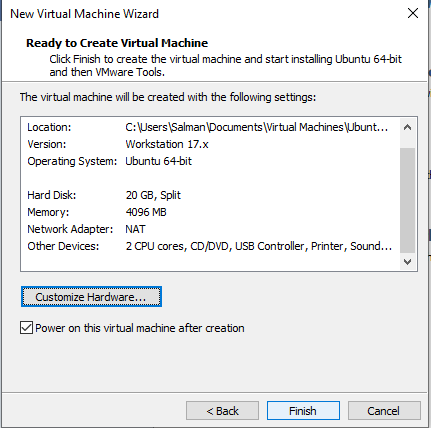 New Virtual Machine Wizard
Ready to Create Virtual Machine
Click Finish to create the virtual machine and start installing Ubuntu 64-bit
and then VMware Tools.
The virtual machine will be created with the following settings:
Location: C:\Users\Salman\Documents\Virtual Machines\Ubunt...
Version: Workstation 17.x
Operating System: Ubuntu 64-bit
Hard Disk: 20 GB, Split
Memory: 4096 MB
Network Adapter: NAT
Other Devices: 2 CPU cores, CD/DVD, USB Controller, Printer, Sound...
Customize Hardware...
Power on this virtual machine after creation
< Back Finish Cancel